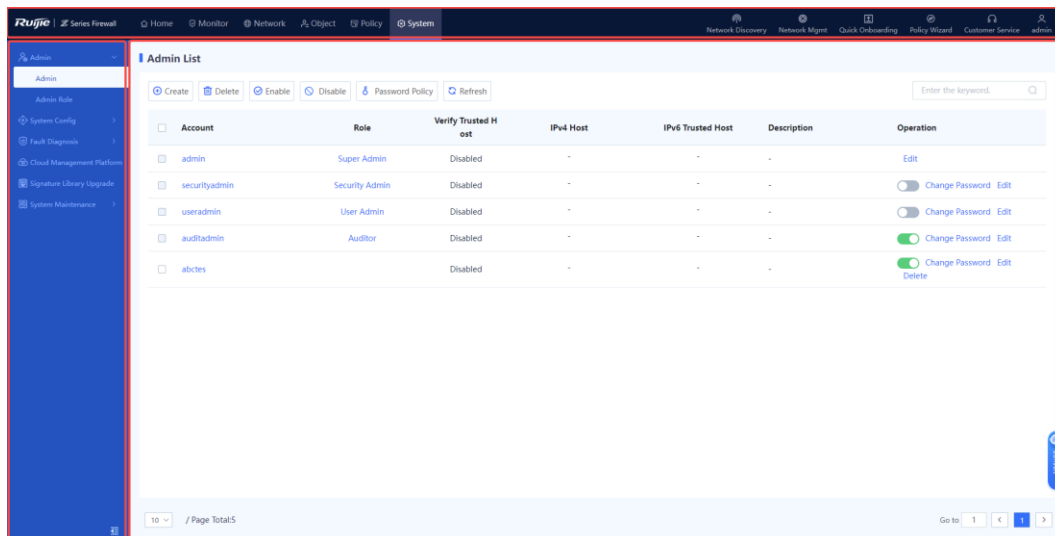 Ruijie | Z Series Firewall Home Monitor Network Object Policy System Network Discovery Network Mgmt Quick Onboarding Policy Wizard Customer Service admin
Admin
Admin
Admin Role
System Config
Fault Diagnosis
Cloud Management Platform
Signature Library Upgrade
System Maintenance
Admin List
Create Delete Enable Disable Password Policy Refresh Enter the keyword.
Account Role Verify Trusted H
ost IPv4 Host IPv6 Trusted Host Description Operation
admin Super Admin Disabled - - - Edit
securityadmin Security Admin Disabled - - - Change Password Edit
useradmin User Admin Disabled - - - Change Password Edit
auditadmin Auditor Disabled - - - Change Password Edit
abctes Disabled - - - Change Password Edit
Delete
10 / Page Total:5 Go to 1 < 1 >